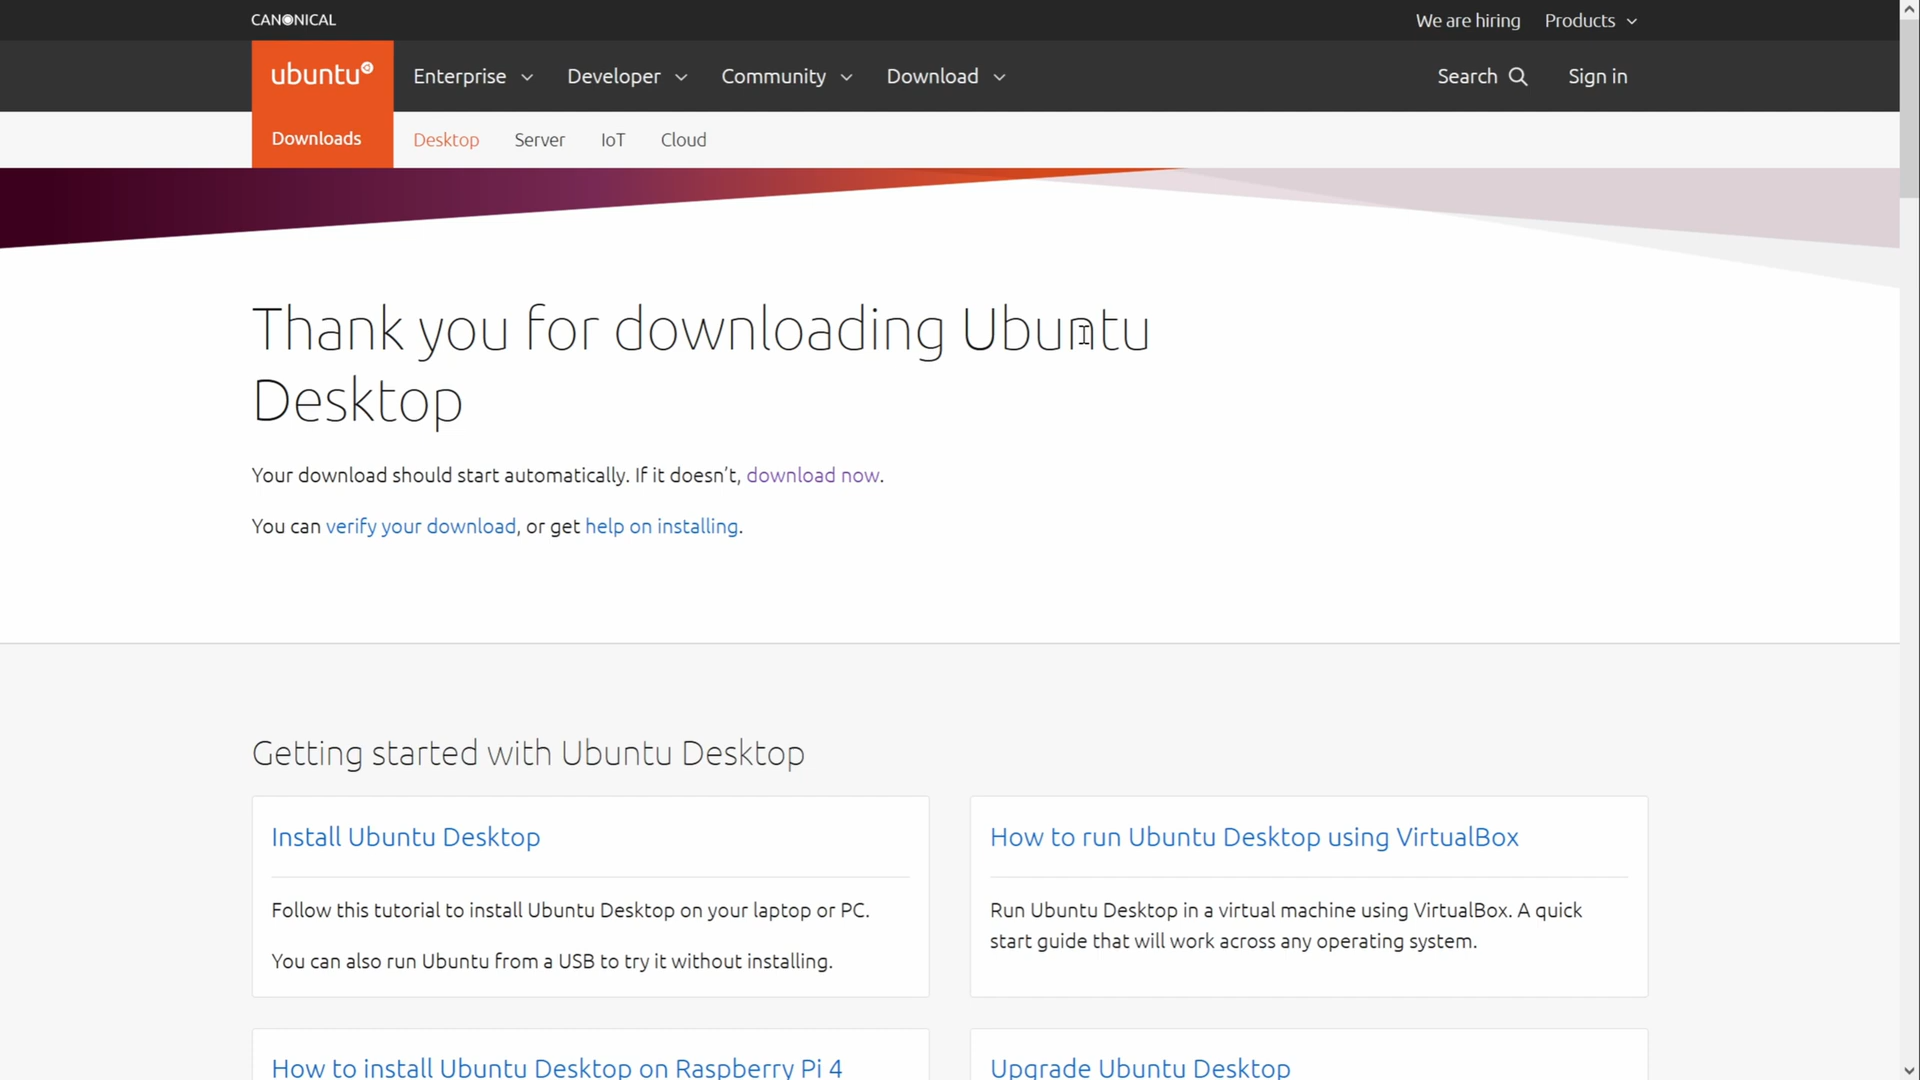 CANONICAL
We are hiring Products
ubuntu Enterprise Developer Community Download Search Sign in
Downloads Desktop Server IoT Cloud
Thank you for downloading Ubuntu
Desktop
Your download should start automatically. If it doesn’t, download now.
You can verify your download, or get help on installing.
Getting started with Ubuntu Desktop
Install Ubuntu Desktop
Follow this tutorial to install Ubuntu Desktop on your laptop or PC.
You can also run Ubuntu from a USB to try it without installing.
How to run Ubuntu Desktop using VirtualBox
Run Ubuntu Desktop in a virtual machine using VirtualBox. A quick
start guide that will work across any operating system.
How to install Ubuntu Desktop on Raspberry Pi 4
Upgrade Ubuntu Desktop